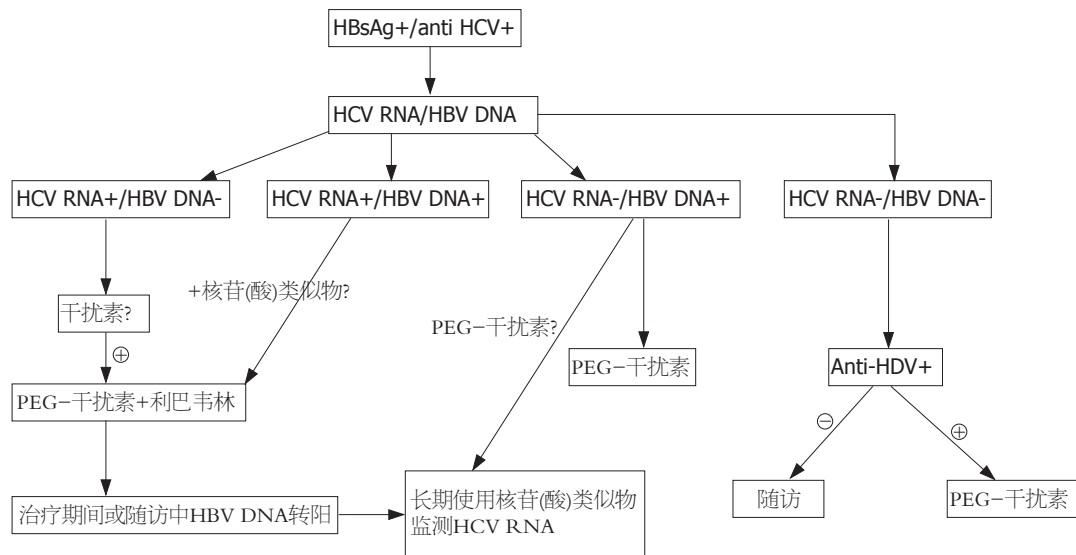 HBsAg+/anti HCV+
HCV RNA/HBV DNA
HCV RNA+/HBV DNA-
HCV RNA+/HBV DNA+
HCV RNA-/HBV DNA+
HCV RNA-/HBV DNA-
+核苷(酸)类似物?
干扰素?
PEG-干扰素?
⊕
PEG-干扰素
Anti-HDV+
PEG-干扰素+利巴韦林
⊖
⊕
治疗期间或随访中HBV DNA转阳
长期使用核苷(酸)类似物
监测HCV RNA
随访
PEG-干扰素